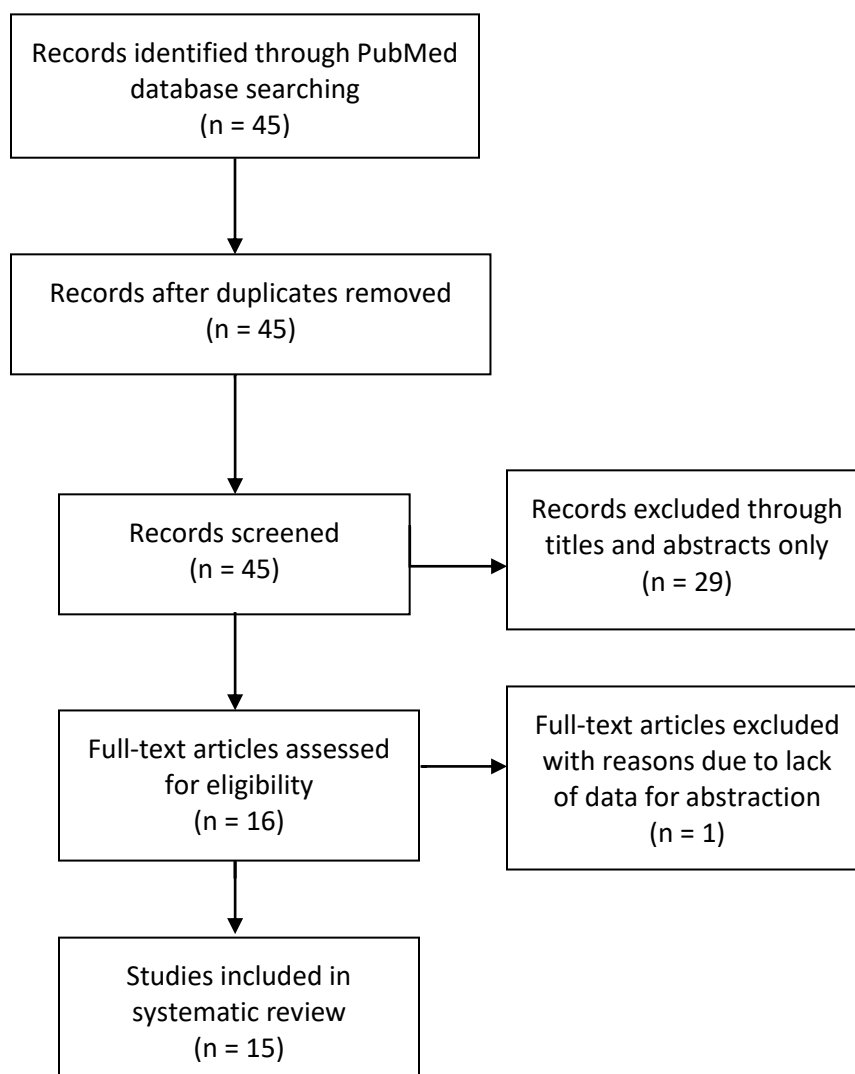 Records identified through PubMed
database searching
(n = 45)
Records after duplicates removed
(n = 45)
Records screened
(n = 45)
Records excluded through
titles and abstracts only
(n = 29)
Full-text articles assessed
for eligibility
(n = 16)
Full-text articles excluded
with reasons due to lack
of data for abstraction
(n = 1)
Studies included in
systematic review
(n = 15)